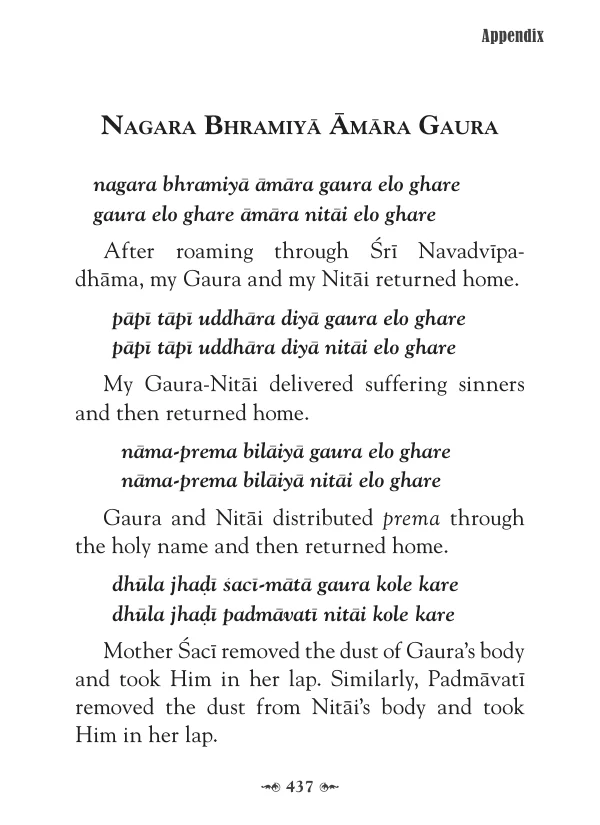 Appendix
Nagara Bhramiyā Āmāra Gaura
nagara bhramiyā āmāra gaura elo ghare
gaura elo ghare āmāra nitāi elo ghare
After roaming through Śrī Navadvīpa-
dhāma, my Gaura and my Nitāi returned home.
pāpī tāpī uddhāra diyā gaura elo ghare
pāpī tāpī uddhāra diyā nitāi elo ghare
My Gaura-Nitāi delivered suffering sinners
and then returned home.
nāma-prema bilāiyā gaura elo ghare
nāma-prema bilāiyā nitāi elo ghare
Gaura and Nitāi distributed prema through
the holy name and then returned home.
dhūla jhaḍī śacī-mātā gaura kole kare
dhūla jhaḍī padmāvatī nitāi kole kare
Mother Śacī removed the dust of Gaura's body
and took Him in her lap. Similarly, Padmāvatī
removed the dust from Nitāi's body and took
Him in her lap.
437